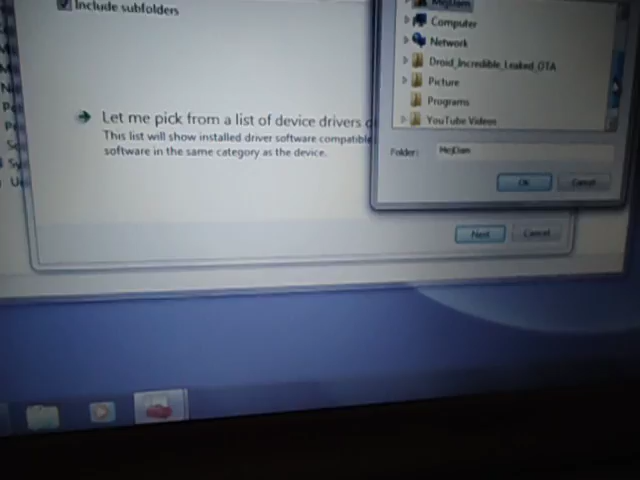 Include subfolders
Let me pick from a list of device drivers
This list will show installed driver software compatible
software in the same category as the device.
Next
Cancel
MejDam
Computer
Network
Droid_Incredible_Leaked_OTA
Picture
Programs
YouTube Videos
Folder: MejDam
OK
Cancel